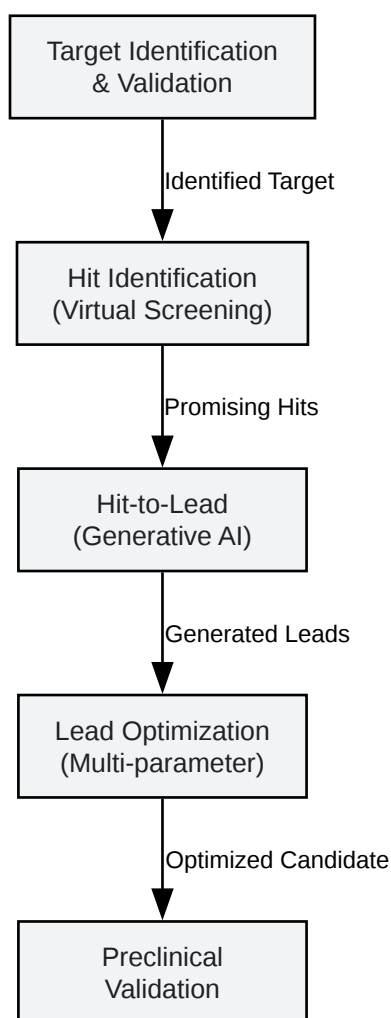 Target Identification
& Validation
Identified Target
Hit Identification
(Virtual Screening)
Promising Hits
Hit-to-Lead
(Generative AI)
Generated Leads
Lead Optimization
(Multi-parameter)
Optimized Candidate
Preclinical
Validation